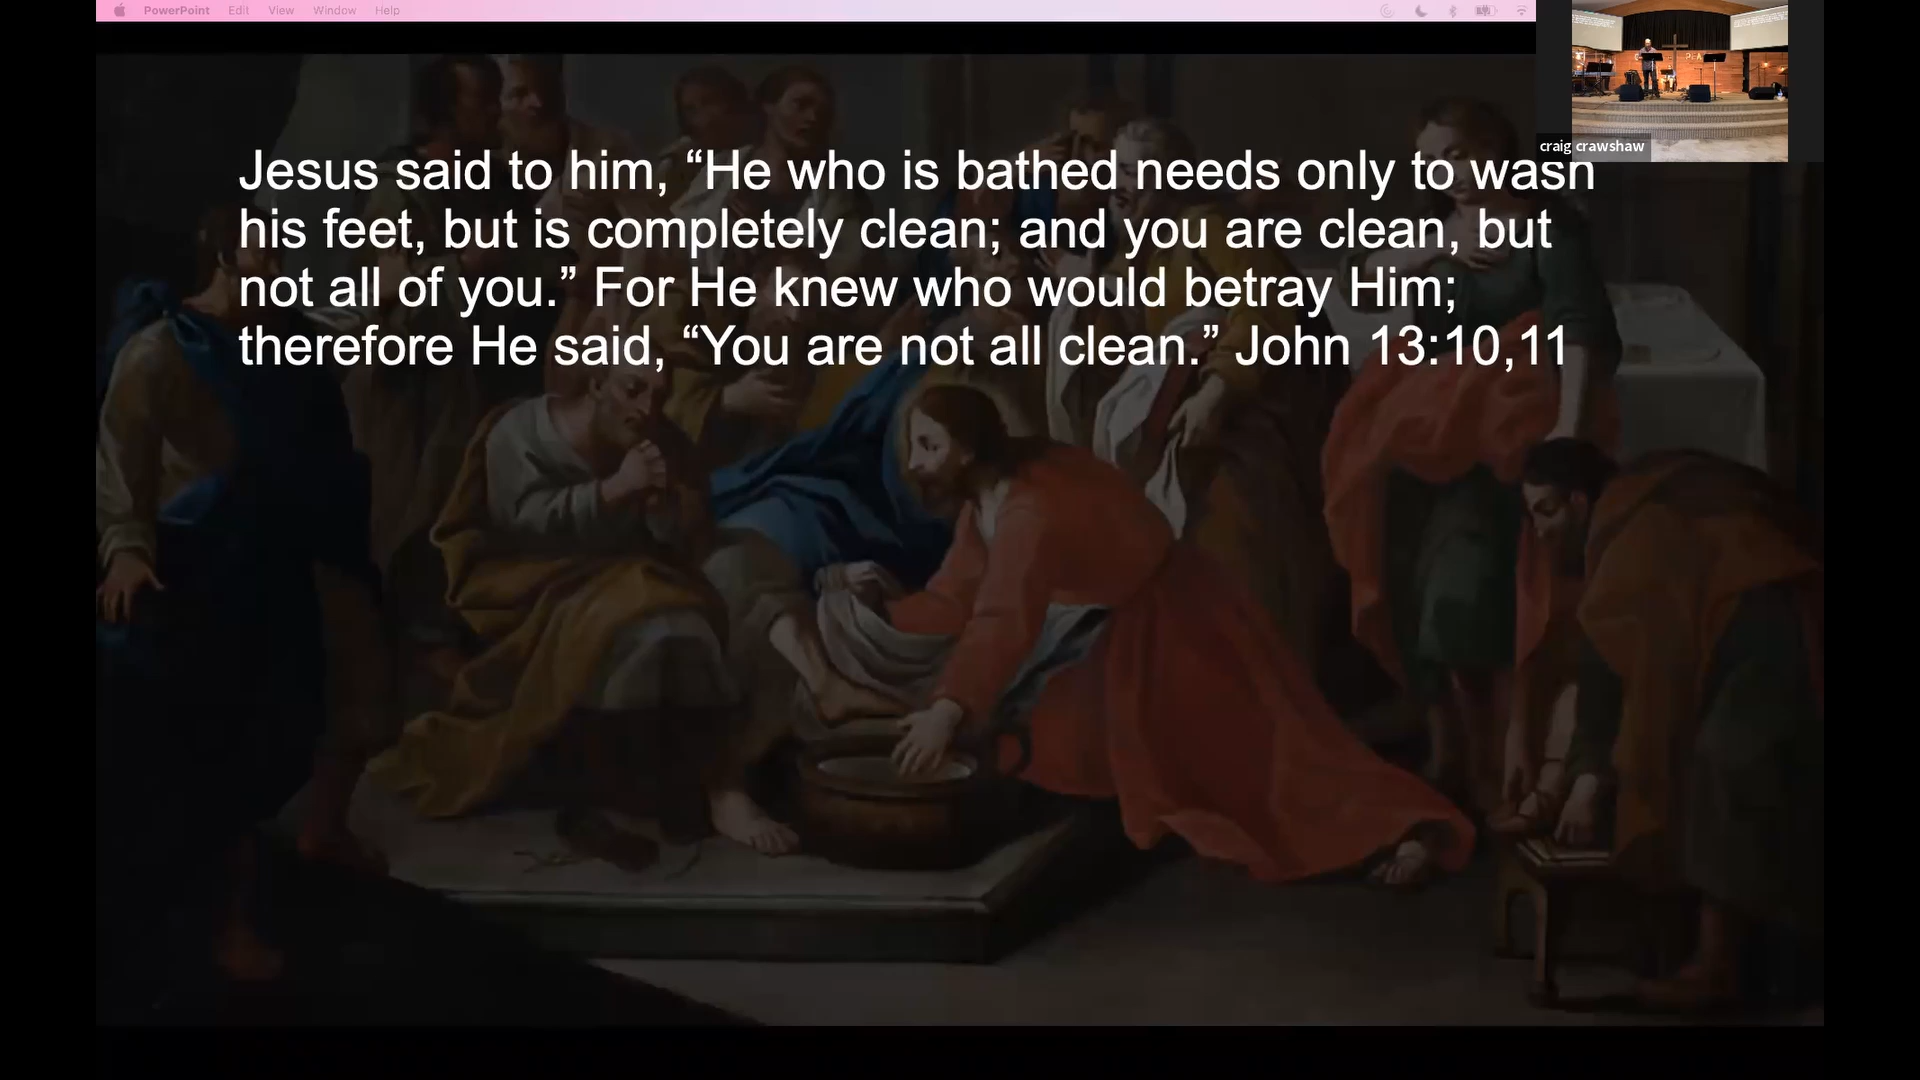 PowerPoint Edit View Window Help
craig crawshaw
Jesus said to him, “He who is bathed needs only to wash
his feet, but is completely clean; and you are clean, but
not all of you.” For He knew who would betray Him;
therefore He said, “You are not all clean.” John 13:10,11